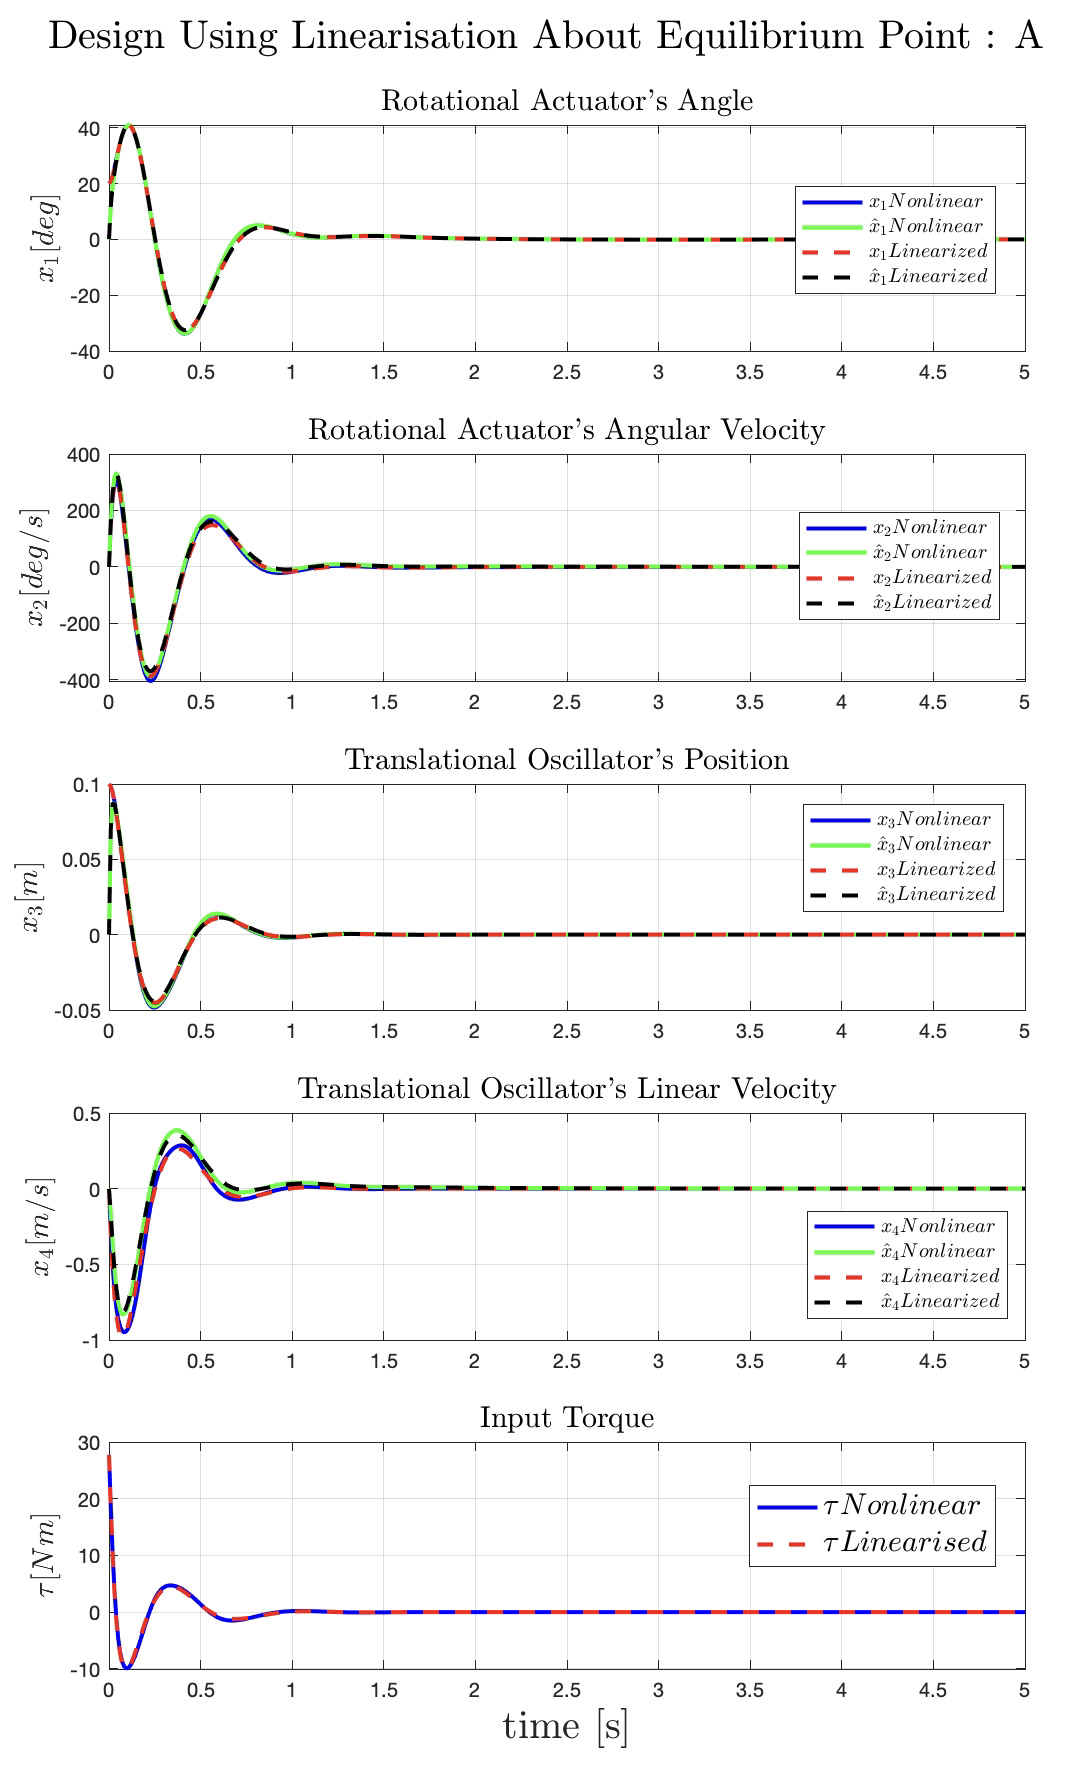 Design Using Linearisation About Equilibrium Point : A
Rotational Actuator's Angle
x₁[deg]
40
20
0
-20
-40
x₁Nonlinear
x̂₁Nonlinear
x₁Linearized
x̂₁Linearized
0 0.5 1 1.5 2 2.5 3 3.5 4 4.5 5
Rotational Actuator's Angular Velocity
x₂[deg/s]
400
200
0
-200
-400
x₂Nonlinear
x̂₂Nonlinear
x₂Linearized
x̂₂Linearized
0 0.5 1 1.5 2 2.5 3 3.5 4 4.5 5
Translational Oscillator's Position
x₃[m]
0.1
0.05
0
-0.05
x₃Nonlinear
x̂₃Nonlinear
x₃Linearized
x̂₃Linearized
0 0.5 1 1.5 2 2.5 3 3.5 4 4.5 5
Translational Oscillator's Linear Velocity
x₄[m/s]
0.5
0
-0.5
-1
x₄Nonlinear
x̂₄Nonlinear
x₄Linearized
x̂₄Linearized
0 0.5 1 1.5 2 2.5 3 3.5 4 4.5 5
Input Torque
τ[Nm]
30
20
10
0
-10
τNonlinear
τLinearised
0 0.5 1 1.5 2 2.5 3 3.5 4 4.5 5
time [s]